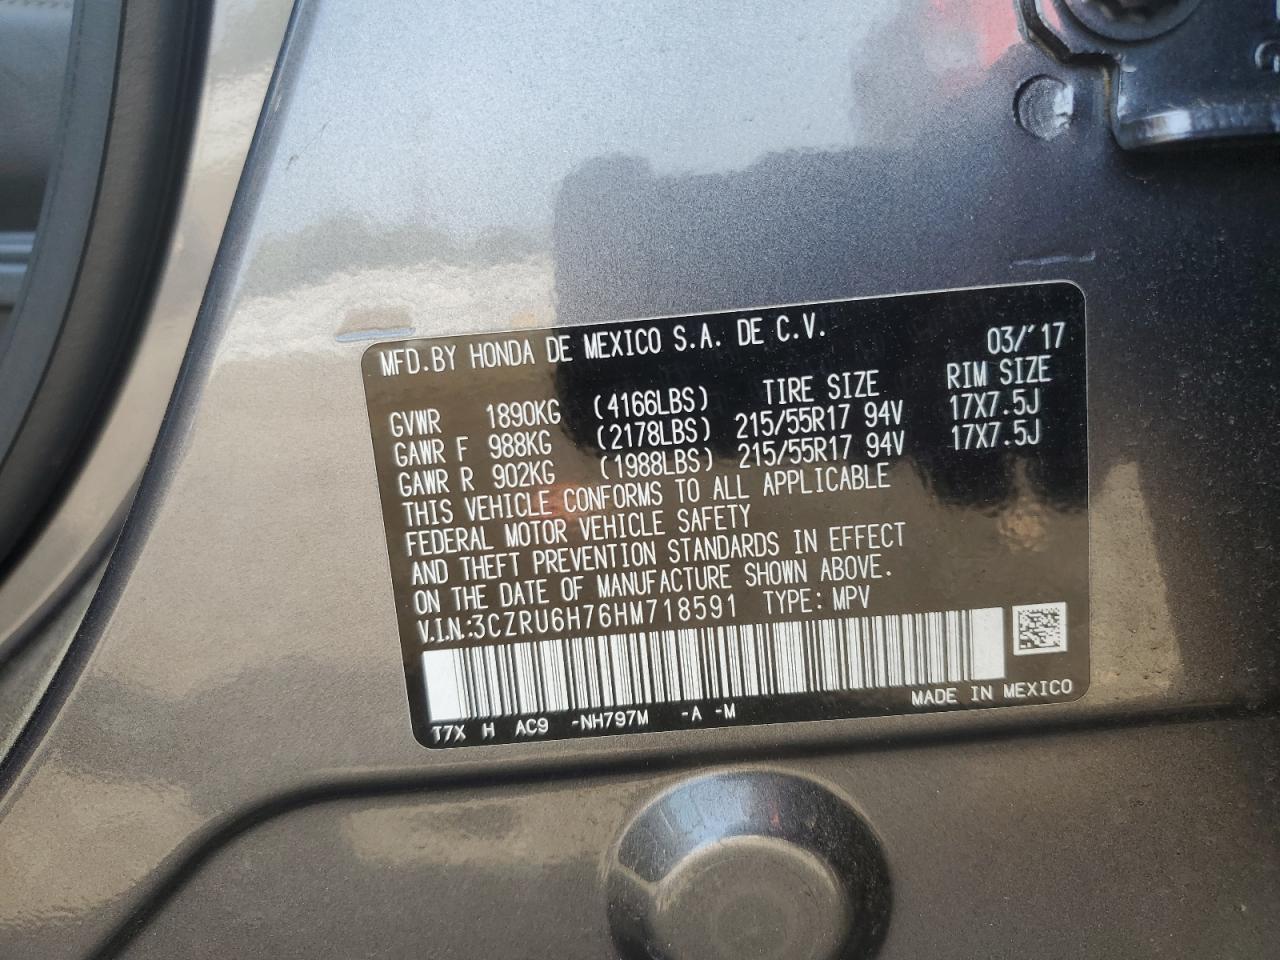 MFD.BY HONDA DE MEXICO S.A. DE C.V. 03/'17
TIRE SIZE RIM SIZE
GVWR 1890KG (4166LBS)
GAWR F 988KG (2178LBS) 215/55R17 94V 17X7.5J
GAWR R 902KG (1988LBS) 215/55R17 94V 17X7.5J
THIS VEHICLE CONFORMS TO ALL APPLICABLE
FEDERAL MOTOR VEHICLE SAFETY
AND THEFT PREVENTION STANDARDS IN EFFECT
ON THE DATE OF MANUFACTURE SHOWN ABOVE.
V.I.N.:3CZRU6H76HM718591 TYPE: MPV
MADE IN MEXICO
T7X H AC9 -NH797M -A -M